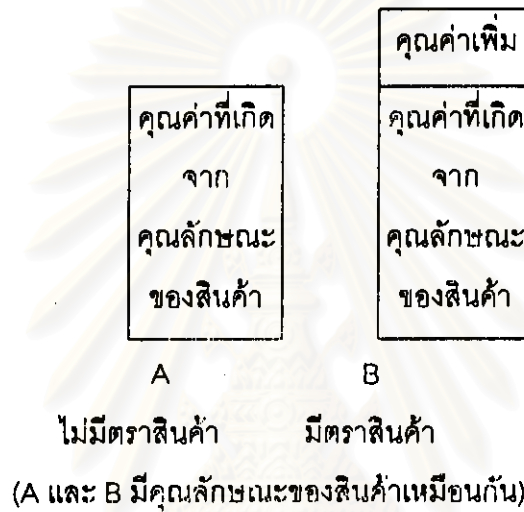 คุณค่าเพิ่ม
คุณค่าที่เกิด คุณค่าที่เกิด
จาก จาก
คุณลักษณะ คุณลักษณะ
ของสินค้า ของสินค้า
A B
ไม่มีตราสินค้า มีตราสินค้า
(A และ B มีคุณลักษณะของสินค้าเหมือนกัน)